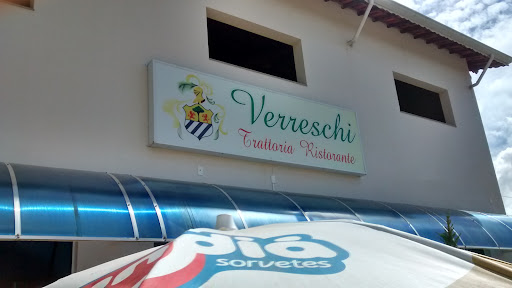 Verreschi
Trattoria Ristorante
sorvetes